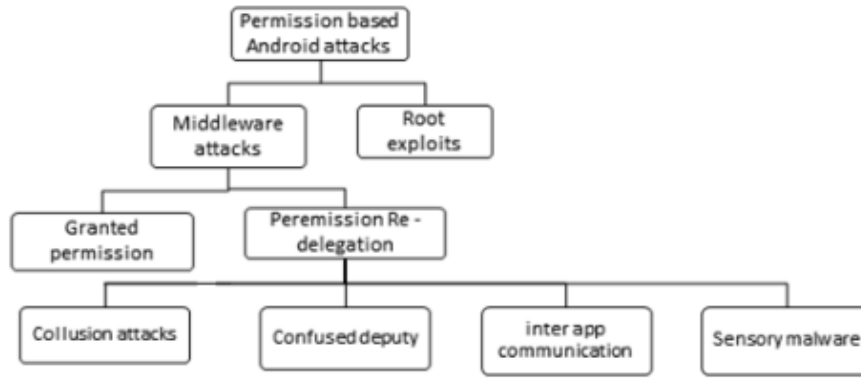 Permission based
Android attacks
Middleware
attacks
Root
exploits
Granted
permission
Peremission Re -
delegation
Collusion attacks
Confused deputy
inter app
communication
Sensory malware